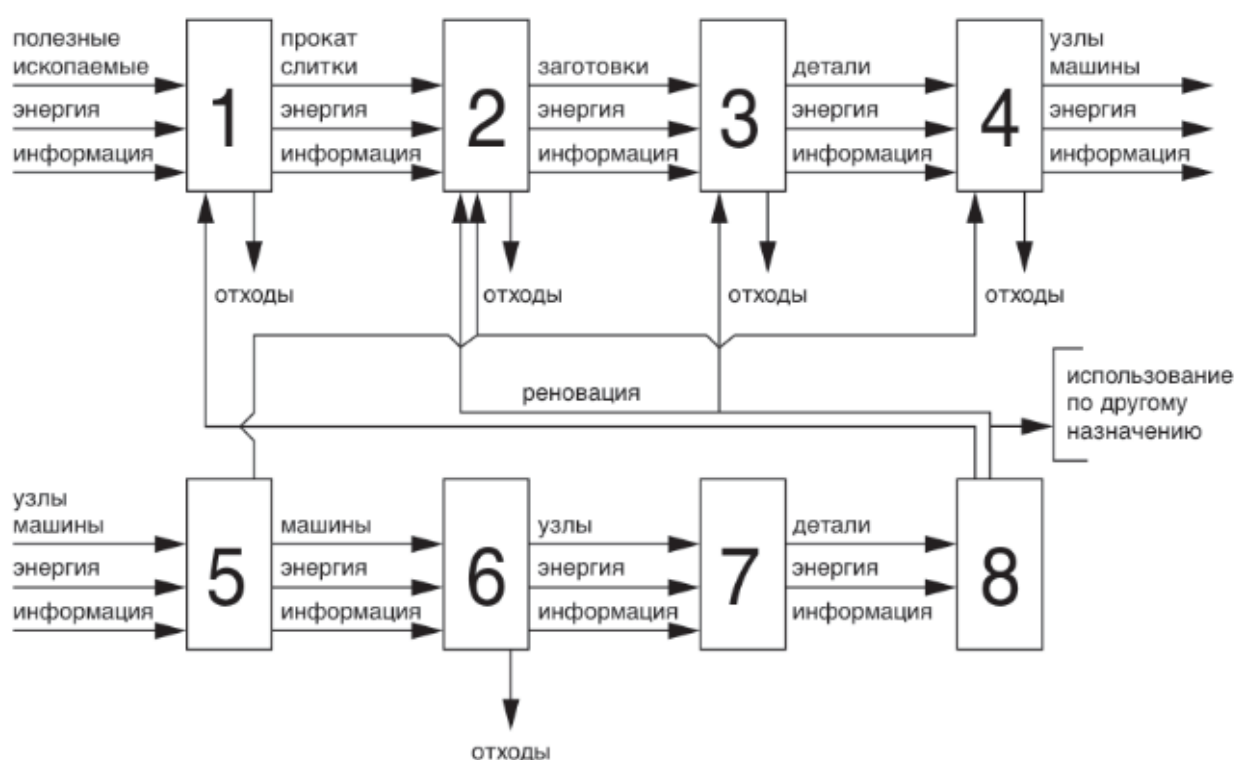 полезные
ископаемые
энергия
информация
1
прокат
слитки
энергия
информация
2
заготовки
энергия
информация
3
детали
энергия
информация
4
узлы
машины
энергия
информация
отходы
отходы
отходы
отходы
реновация
использование
по другому
назначению
узлы
машины
энергия
информация
5
машины
энергия
информация
6
узлы
энергия
информация
7
детали
энергия
информация
8
отходы